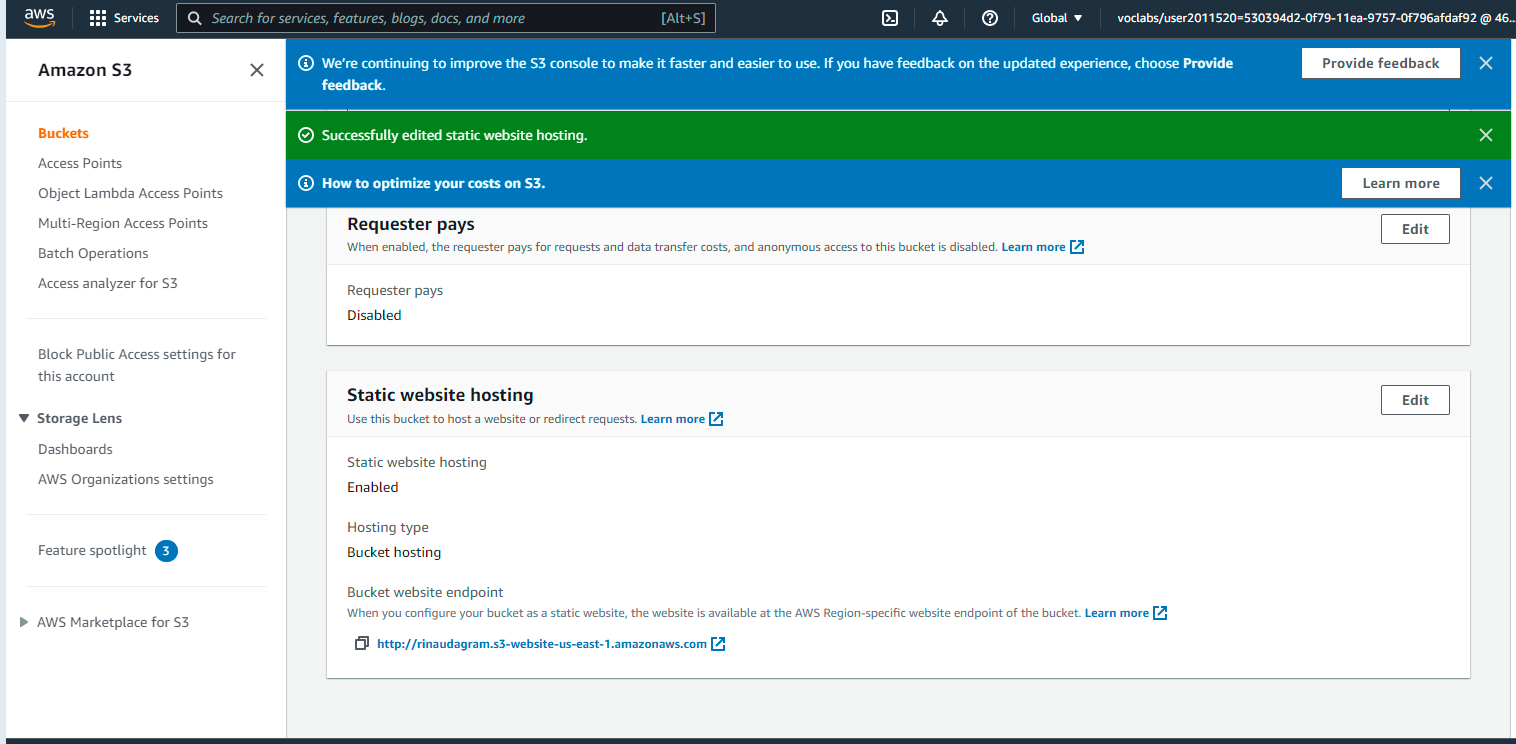 aws
Services
Search for services, features, blogs, docs, and more
[Alt+S]
Global
voclabs/user2011520=530394d2-0f79-11ea-9757-0f796afdaf92 @ 46...
Amazon S3
Buckets
Access Points
Object Lambda Access Points
Multi-Region Access Points
Batch Operations
Access analyzer for S3
Block Public Access settings for
this account
Storage Lens
Dashboards
AWS Organizations settings
Feature spotlight 3
AWS Marketplace for S3
We're continuing to improve the S3 console to make it faster and easier to use. If you have feedback on the updated experience, choose Provide
feedback.
Provide feedback
Successfully edited static website hosting.
How to optimize your costs on S3.
Learn more
Requester pays
Edit
When enabled, the requester pays for requests and data transfer costs, and anonymous access to this bucket is disabled. Learn more
Requester pays
Disabled
Static website hosting
Edit
Use this bucket to host a website or redirect requests. Learn more
Static website hosting
Enabled
Hosting type
Bucket hosting
Bucket website endpoint
When you configure your bucket as a static website, the website is available at the AWS Region-specific website endpoint of the bucket. Learn more
http://rinaudagram.s3-website-us-east-1.amazonaws.com